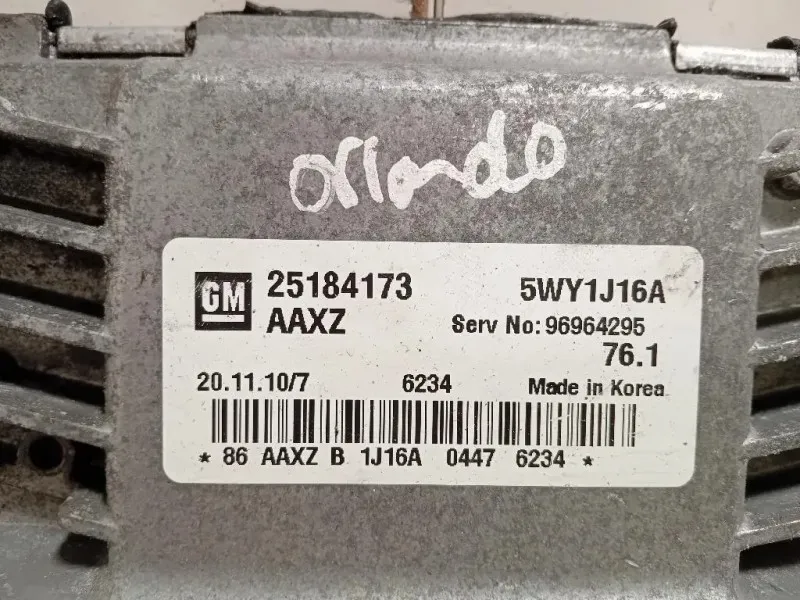 orlando
GM 25184173 5WY1J16A
AAXZ Serv No: 96964295
76.1
20.11.10/7 6234 Made in Korea
* 86 AAXZ B 1J16A 0447 6234 *